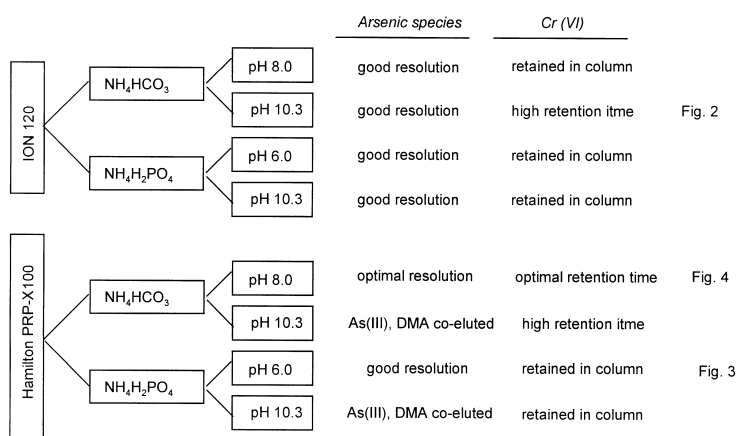 Arsenic species Cr (VI)
ION 120
NH₄HCO₃
pH 8.0 good resolution retained in column
pH 10.3 good resolution high retention itme Fig. 2
NH₄H₂PO₄
pH 6.0 good resolution retained in column
pH 10.3 good resolution retained in column
Hamilton PRP-X100
NH₄HCO₃
pH 8.0 optimal resolution optimal retention time Fig. 4
pH 10.3 As(III), DMA co-eluted high retention itme
NH₄H₂PO₄
pH 6.0 good resolution retained in column Fig. 3
pH 10.3 As(III), DMA co-eluted retained in column